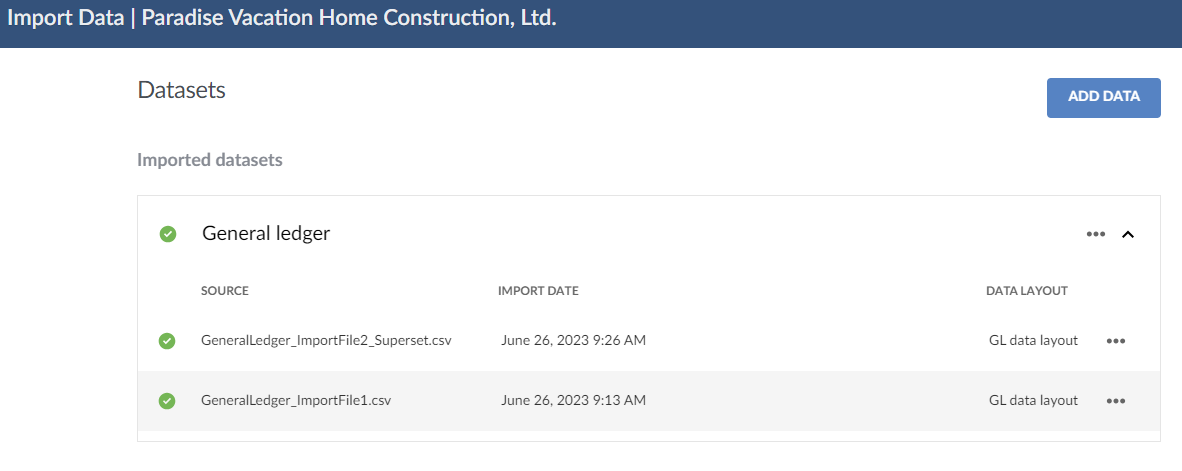 Import Data | Paradise Vacation Home Construction, Ltd.
Datasets
ADD DATA
Imported datasets
General ledger
SOURCE IMPORT DATE DATA LAYOUT
GeneralLedger_ImportFile2_Superset.csv June 26, 2023 9:26 AM GL data layout
GeneralLedger_ImportFile1.csv June 26, 2023 9:13 AM GL data layout